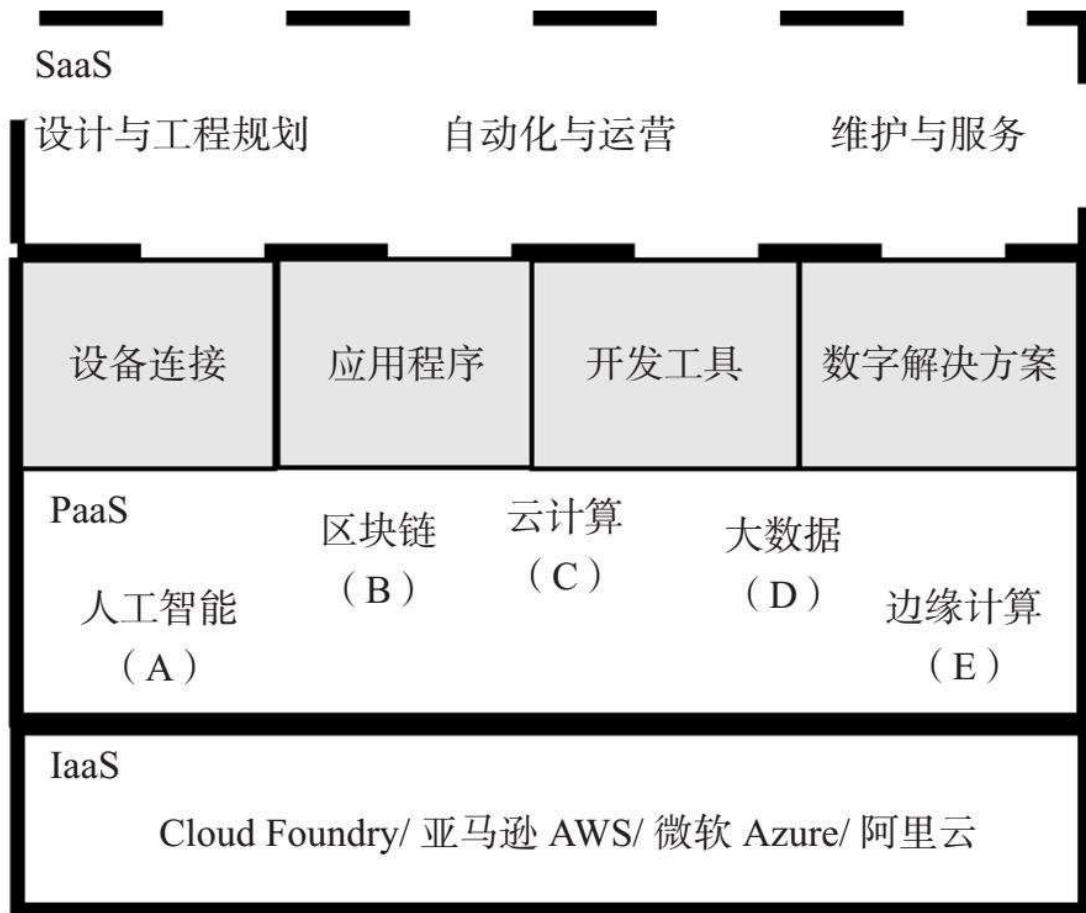 SaaS
设计与工程规划 自动化与运营 维护与服务
设备连接 应用程序 开发工具 数字解决方案
PaaS
区块链 云计算 大数据
（B） （C） （D）
人工智能 边缘计算
（A） （E）
IaaS
Cloud Foundry/ 亚马逊 AWS/ 微软 Azure/ 阿里云